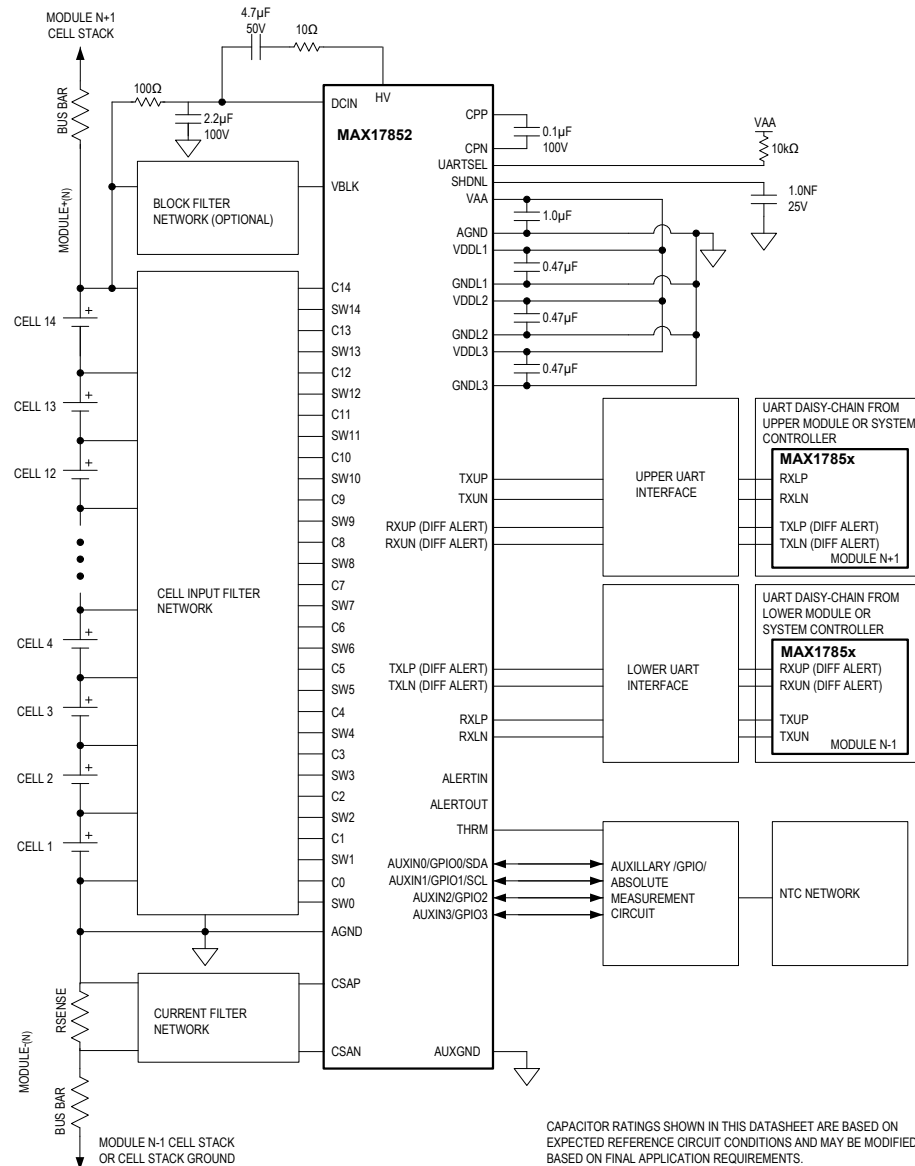 MODULE N+1
CELL STACK
4.7µF
50V
10Ω
100Ω
2.2µF
100V
BUS BAR
MODULE+(N)
BLOCK FILTER
NETWORK (OPTIONAL)
CELL 14
CELL 13
CELL 12
CELL 4
CELL 3
CELL 2
CELL 1
+
+
+
+
+
+
+
CELL INPUT FILTER
NETWORK
RSENSE
MODULE-(N)
BUS BAR
CURRENT FILTER
NETWORK
MODULE N-1 CELL STACK
OR CELL STACK GROUND
HV
DCIN
MAX17852
VBLK
C14
SW14
C13
SW13
C12
SW12
C11
SW11
C10
SW10
C9
SW9
C8
SW8
C7
SW7
C6
SW6
C5
SW5
C4
SW4
C3
SW3
C2
SW2
C1
SW1
C0
SW0
AGND
CSAP
CSAN
CPP
CPN
UARTSEL
SHDNL
VAA
AGND
VDDL1
GNDL1
VDDL2
GNDL2
VDDL3
GNDL3
TXUP
TXUN
RXUP (DIFF ALERT)
RXUN (DIFF ALERT)
TXLP (DIFF ALERT)
TXLN (DIFF ALERT)
RXLP
RXLN
ALERTIN
ALERTOUT
THRM
AUXIN0/GPIO0/SDA
AUXIN1/GPIO1/SCL
AUXIN2/GPIO2
AUXIN3/GPIO3
AUXGND
0.1µF
100V
VAA
10kΩ
1.0NF
25V
1.0µF
0.47µF
0.47µF
0.47µF
UPPER UART
INTERFACE
UART DAISY-CHAIN FROM
UPPER MODULE OR SYSTEM
CONTROLLER
MAX1785x
RXLP
RXLN
TXLP (DIFF ALERT)
TXLN (DIFF ALERT)
MODULE N+1
LOWER UART
INTERFACE
UART DAISY-CHAIN FROM
LOWER MODULE OR
SYSTEM CONTROLLER
MAX1785x
RXUP (DIFF ALERT)
RXUN (DIFF ALERT)
TXUP
TXUN
MODULE N-1
AUXILLARY /GPIO/
ABSOLUTE
MEASUREMENT
CIRCUIT
NTC NETWORK
CAPACITOR RATINGS SHOWN IN THIS DATASHEET ARE BASED ON
EXPECTED REFERENCE CIRCUIT CONDITIONS AND MAY BE MODIFIED
BASED ON FINAL APPLICATION REQUIREMENTS.